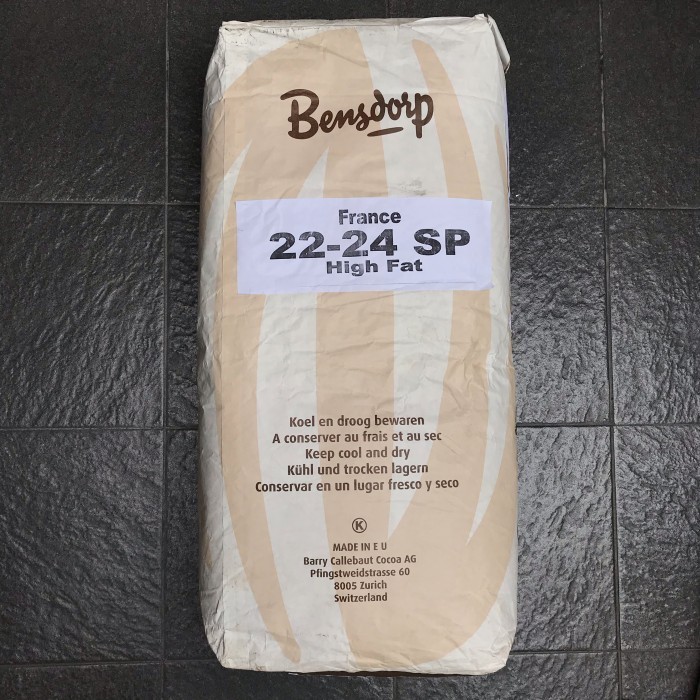 Bensdorp
France
22-24 SP
High Fat
Koel en droog bewaren
A conserver au frais et au sec
Keep cool and dry
Kühl und trocken lagern
Conservar en un lugar fresco y seco
K
MADE IN E U
Barry Callebaut Cocoa AG
Pfingstweidstrasse 60
8005 Zurich
Switzerland